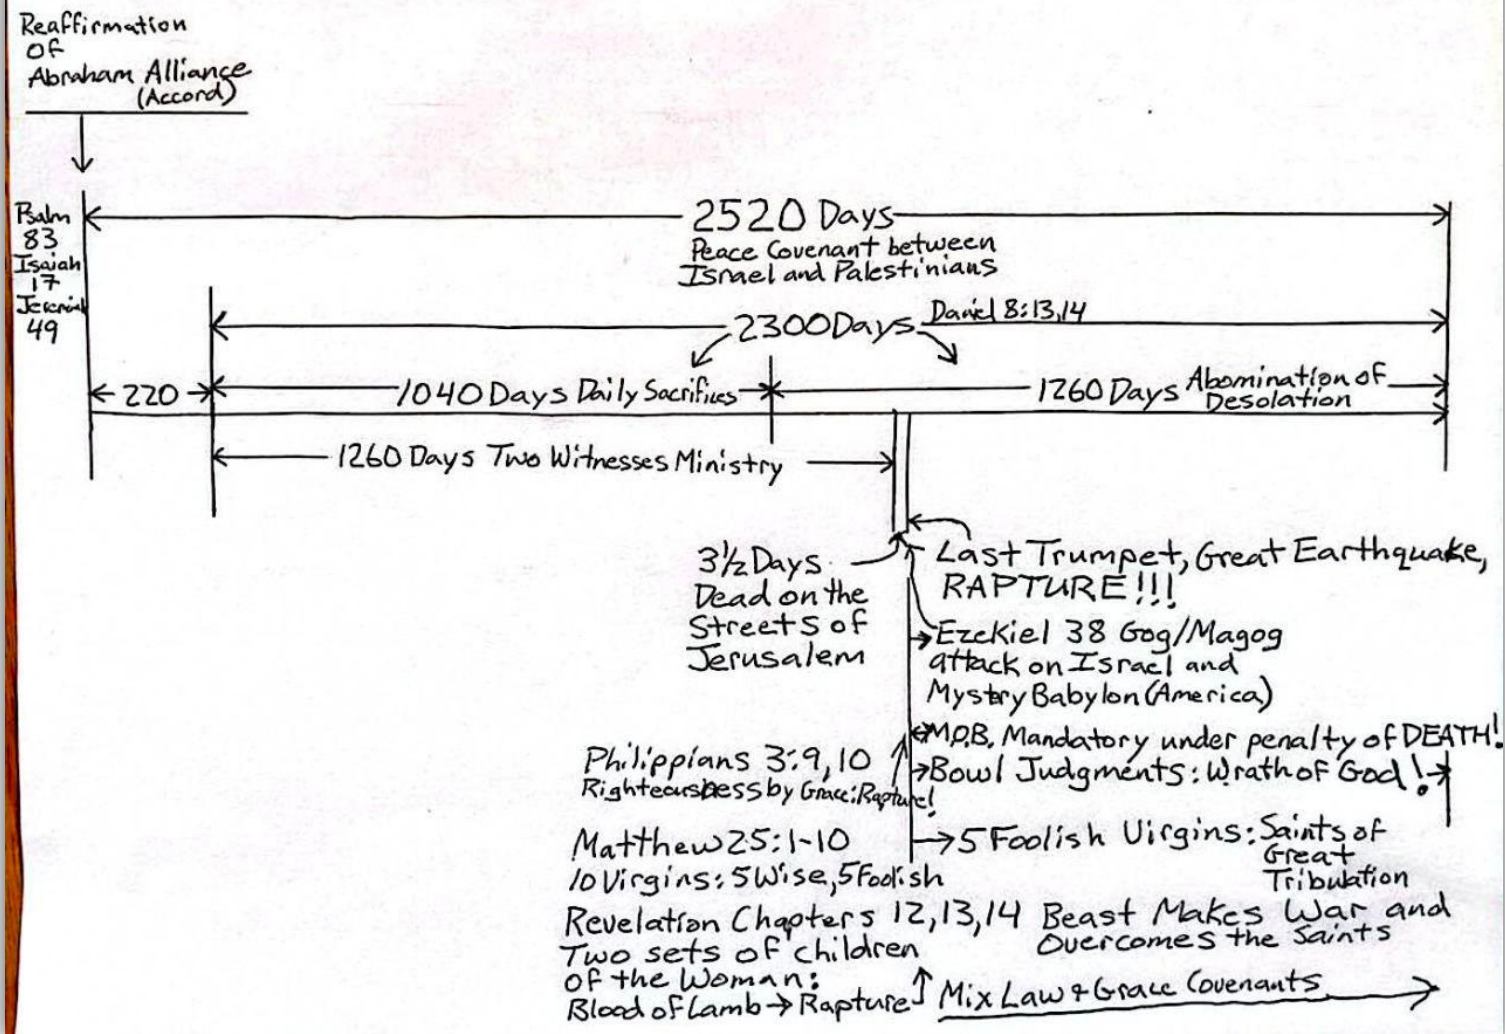 Reaffirmation
Of
Abraham Alliance
(Accord)
Psalm
83
Isaiah
17
Jeremiah
49
2520 Days
Peace Covenant between
Israel and Palestinians
2300 Days Daniel 8:13,14
220
1040 Days Daily Sacrifices
1260 Days Abomination of
Desolation
1260 Days Two Witnesses Ministry
3½ Days
Dead on the
Streets of
Jerusalem
Last Trumpet, Great Earthquake,
RAPTURE!!!
Ezekiel 38 Gog/Magog
attack on Israel and
Mystery Babylon (America)
M.O.B. Mandatory under penalty of DEATH!
Bowl Judgments: Wrath of God!
Philippians 3:9,10
Righteousness by Grace: Rapture!
Matthew 25:1-10
10 Virgins: 5 Wise, 5 Foolish
5 Foolish Virgins: Saints of
Great
Tribulation
Revelation Chapters 12,13,14
Two sets of children
of the Woman:
Blood of Lamb → Rapture
Beast Makes War and
Overcomes the Saints
Mix Law & Grace Covenants